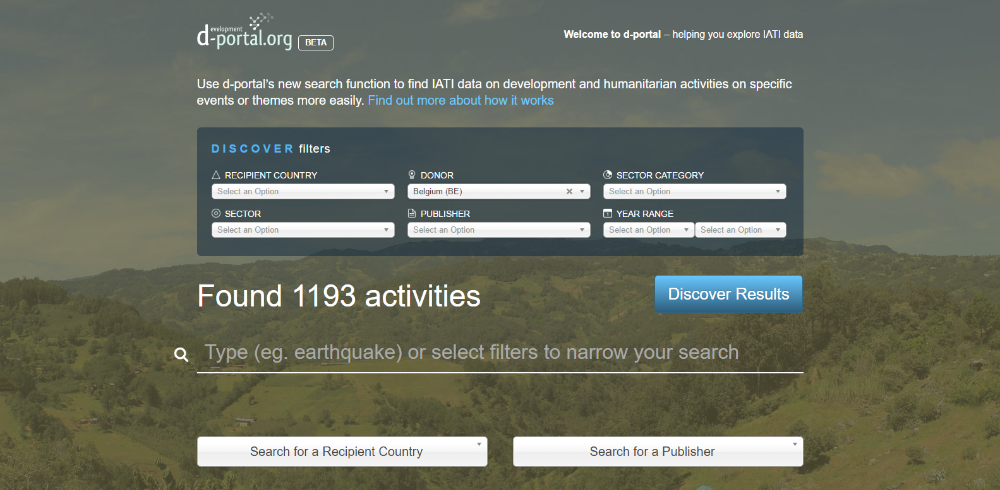 development
d-portal.org BETA
Welcome to d-portal – helping you explore IATI data
Use d-portal’s new search function to find IATI data on development and humanitarian activities on specific
events or themes more easily. Find out more about how it works
DISCOVER filters
RECIPIENT COUNTRY
Select an Option
DONOR
Belgium (BE)
SECTOR CATEGORY
Select an Option
SECTOR
Select an Option
PUBLISHER
Select an Option
YEAR RANGE
Select an Option Select an Option
Found 1193 activities
Discover Results
Type (eg. earthquake) or select filters to narrow your search
Search for a Recipient Country
Search for a Publisher